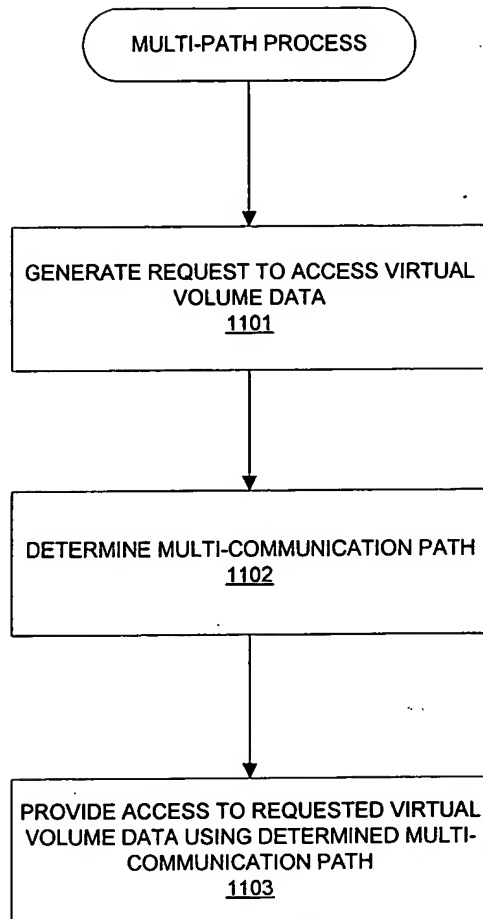 MULTI-PATH PROCESS
GENERATE REQUEST TO ACCESS VIRTUAL
VOLUME DATA
1101
DETERMINE MULTI-COMMUNICATION PATH
1102
PROVIDE ACCESS TO REQUESTED VIRTUAL
VOLUME DATA USING DETERMINED MULTI-
COMMUNICATION PATH
1103